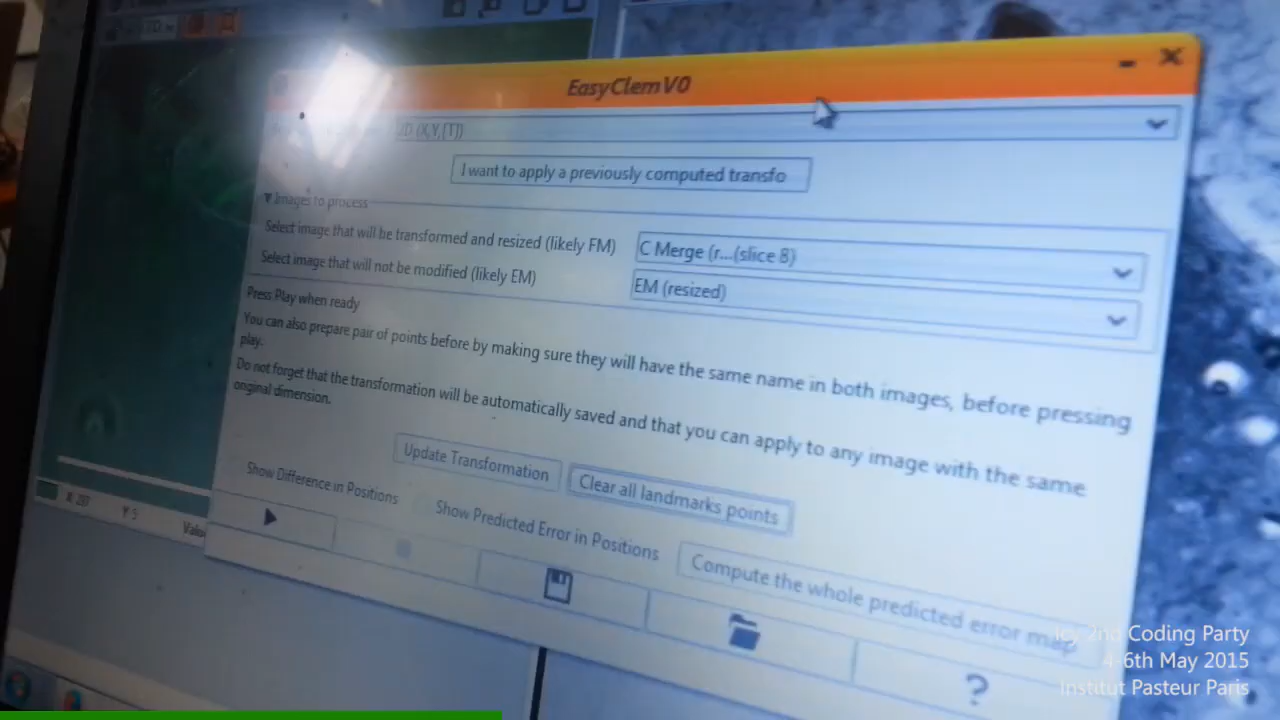 EasyClemV0
2D (X,Y,[T])
I want to apply a previously computed transfo
Images to process
Select image that will be transformed and resized (likely FM)
C Merge (r...(slice 8)
Select image that will not be modified (likely EM)
EM (resized)
Press Play when ready
You can also prepare pair of points before by making sure they will have the same name in both images, before pressing
play.
Do not forget that the transformation will be automatically saved and that you can apply to any image with the same
original dimension.
Update Transformation
Clear all landmarks points
Show Difference in Positions
Show Predicted Error in Positions
Compute the whole predicted error map
?
Icy 2nd Coding Party
4-6th May 2015
Institut Pasteur Paris